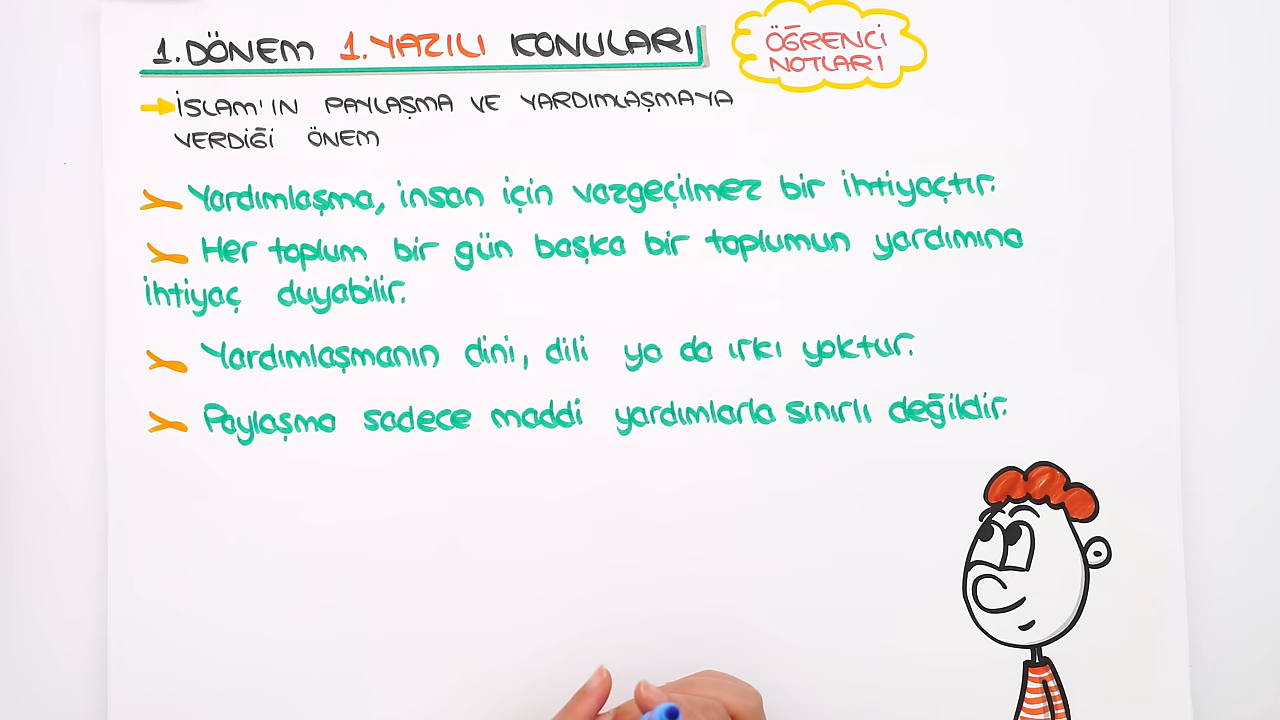 1. DÖNEM 1. YAZILI KONULARI
ÖĞRENCİ
NOTLARI
İSLAM'IN PAYLAŞMA VE YARDIMLAŞMAYA
VERDİĞİ ÖNEM
Yardımlaşma, insan için vazgeçilmez bir ihtiyaçtır.
Her toplum bir gün başka bir toplumun yardımına
ihtiyaç duyabilir.
Yardımlaşmanın dini, dili ya da ırkı yoktur.
Paylaşma sadece maddi yardımlarla sınırlı değildir.